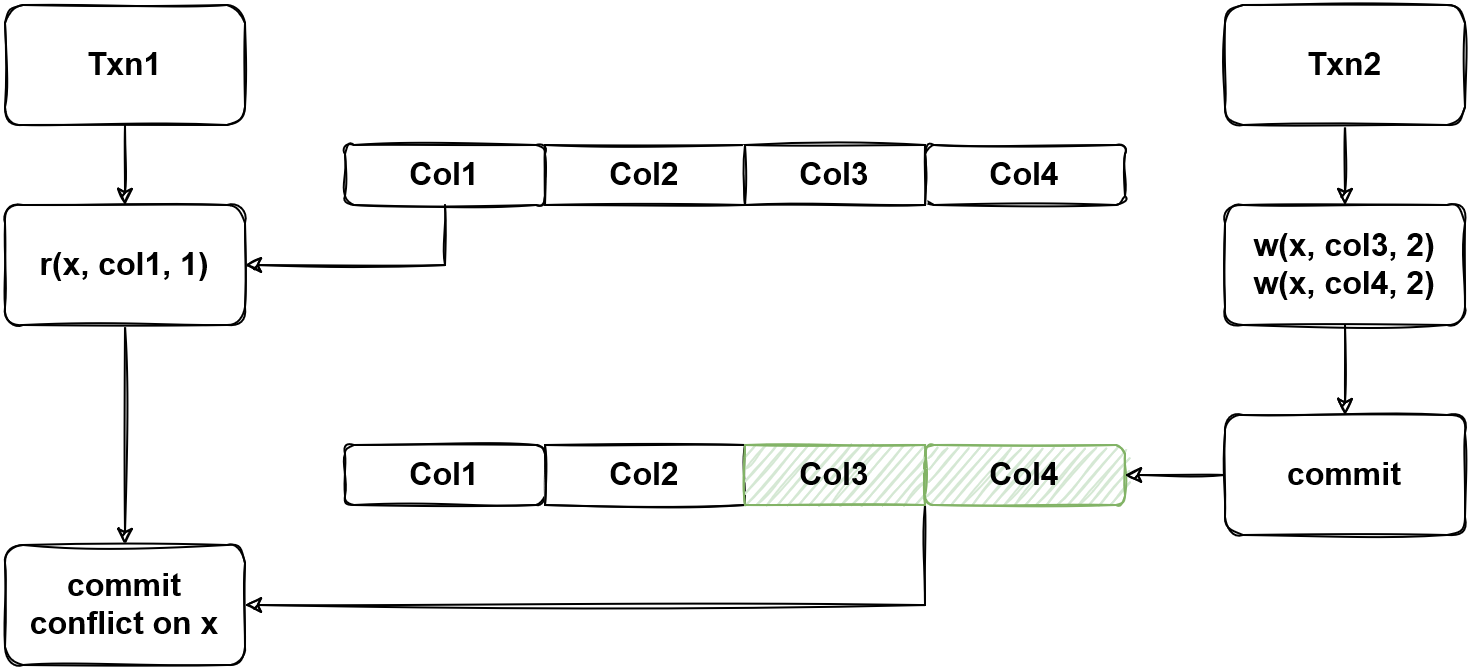 Txn1
Txn2
Col1 Col2 Col3 Col4
r(x, col1, 1)
w(x, col3, 2)
w(x, col4, 2)
Col1 Col2 Col3 Col4
commit
commit
conflict on x